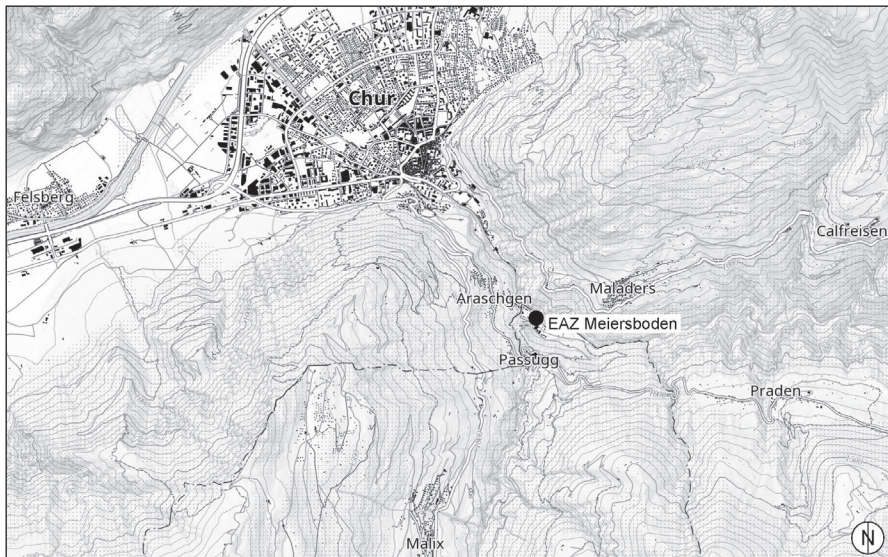 Chur
Felsberg
Calfreisen
Maladers
Araschgen
EAZ Meiersboden
Passugg
Praden
Malix
N